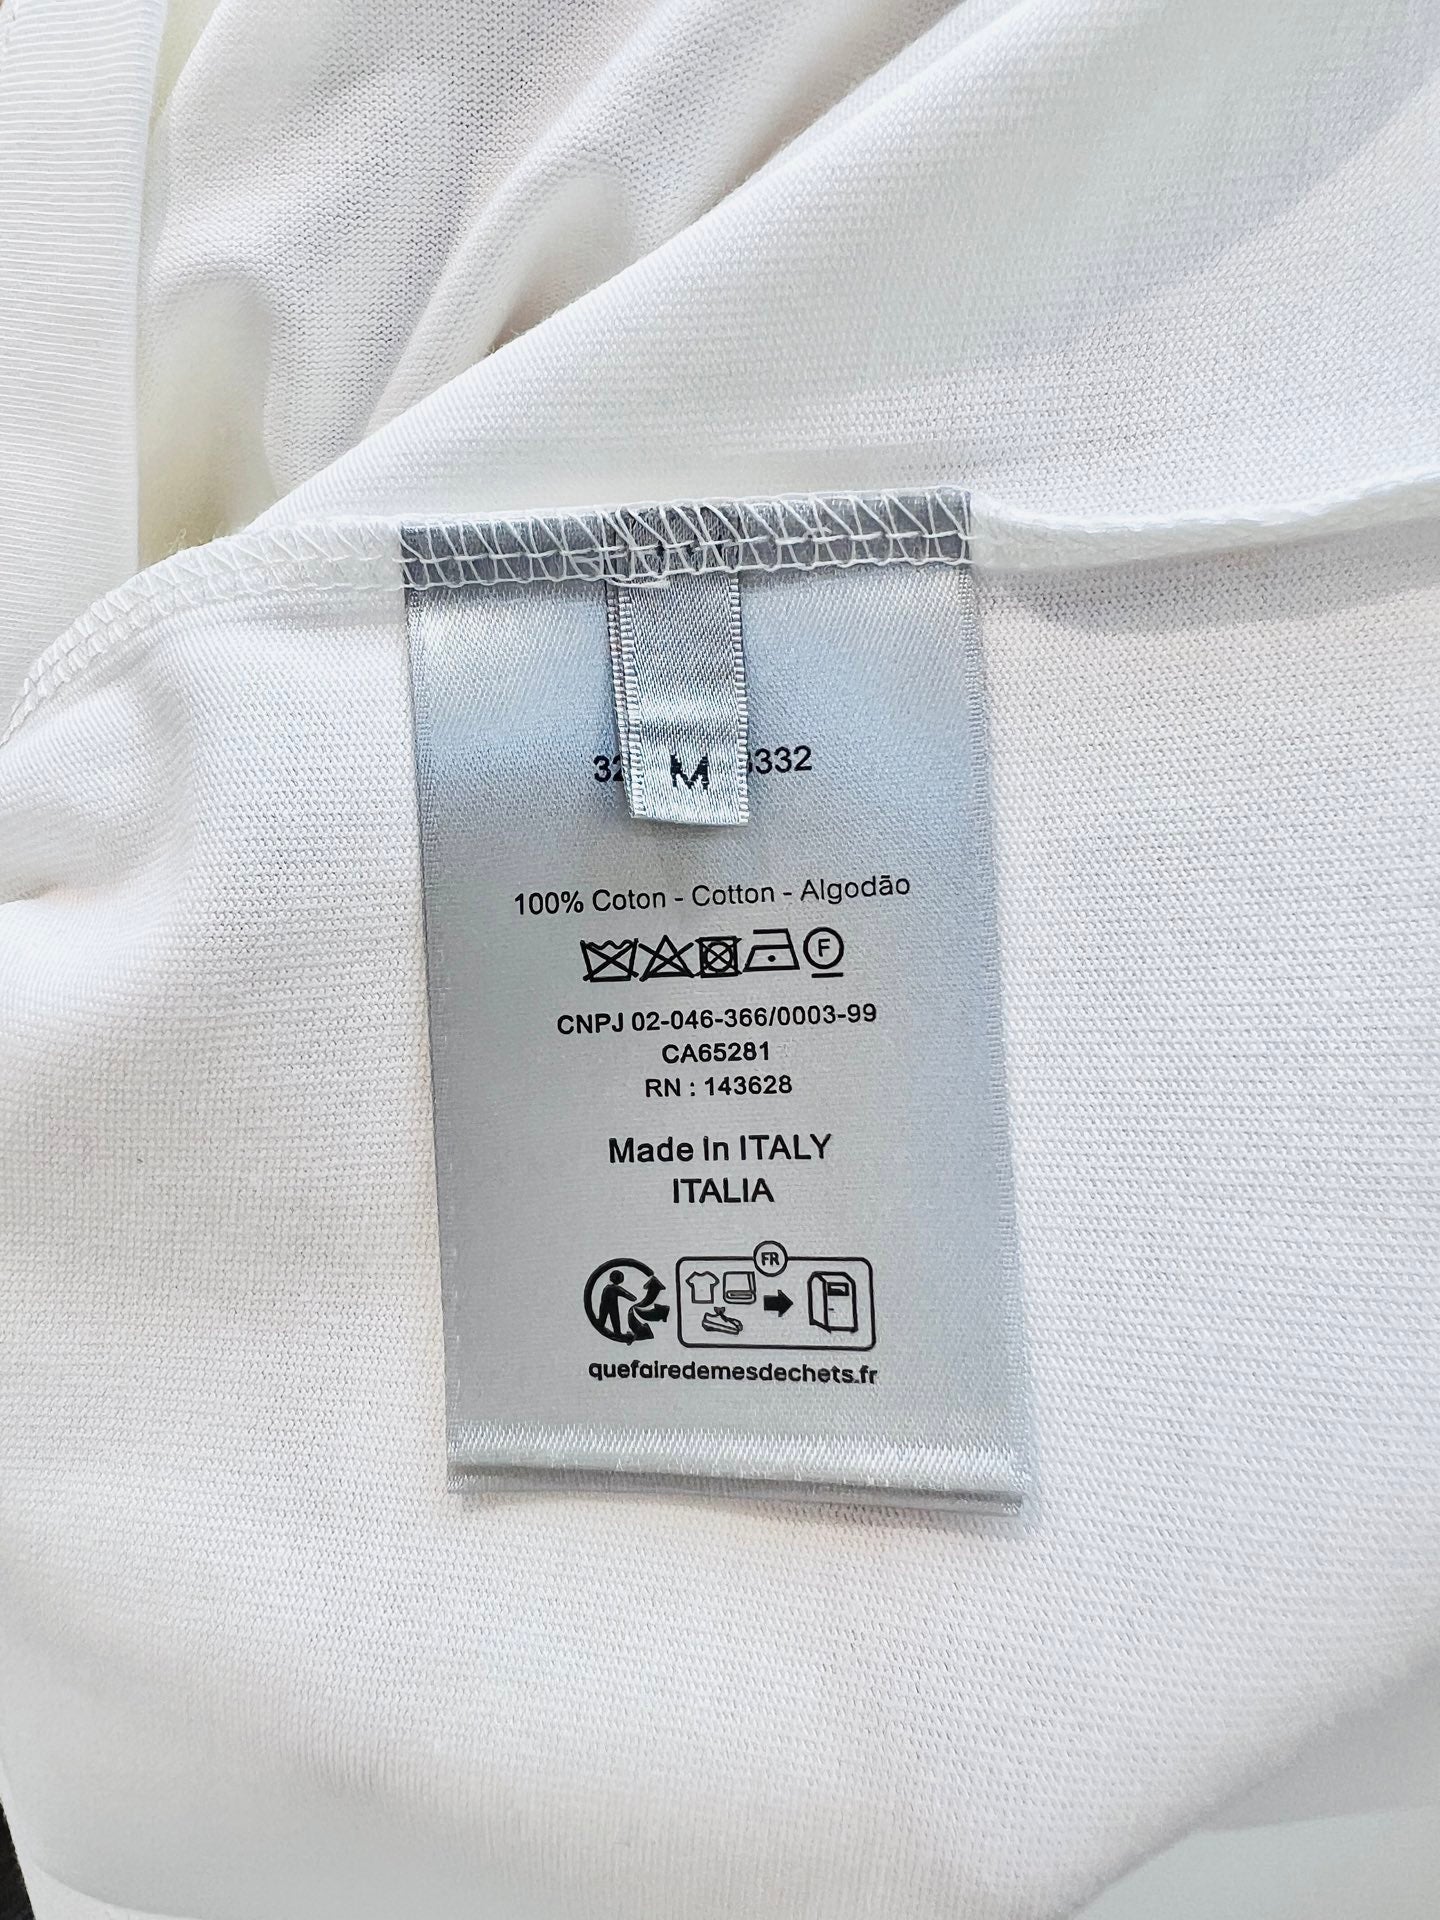 M
332
100% Coton - Cotton - Algodão
F
CNPJ 02-046-366/0003-99
CA65281
RN : 143628
Made in ITALY
ITALIA
FR
quefairedemesdechets.fr